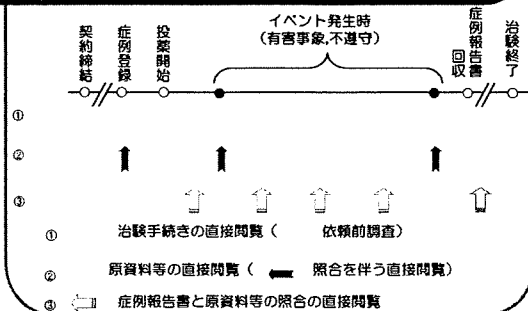 イベント発生時
(有害事象,不遵守)
契約締結
症例登録
投薬開始
症例報告書
回収
治験終了
①
②
③
① 治験手続きの直接閲覧( 依頼前調査)
② 原資料等の直接閲覧( 照合を伴う直接閲覧)
③ 症例報告書と原資料等の照合の直接閲覧